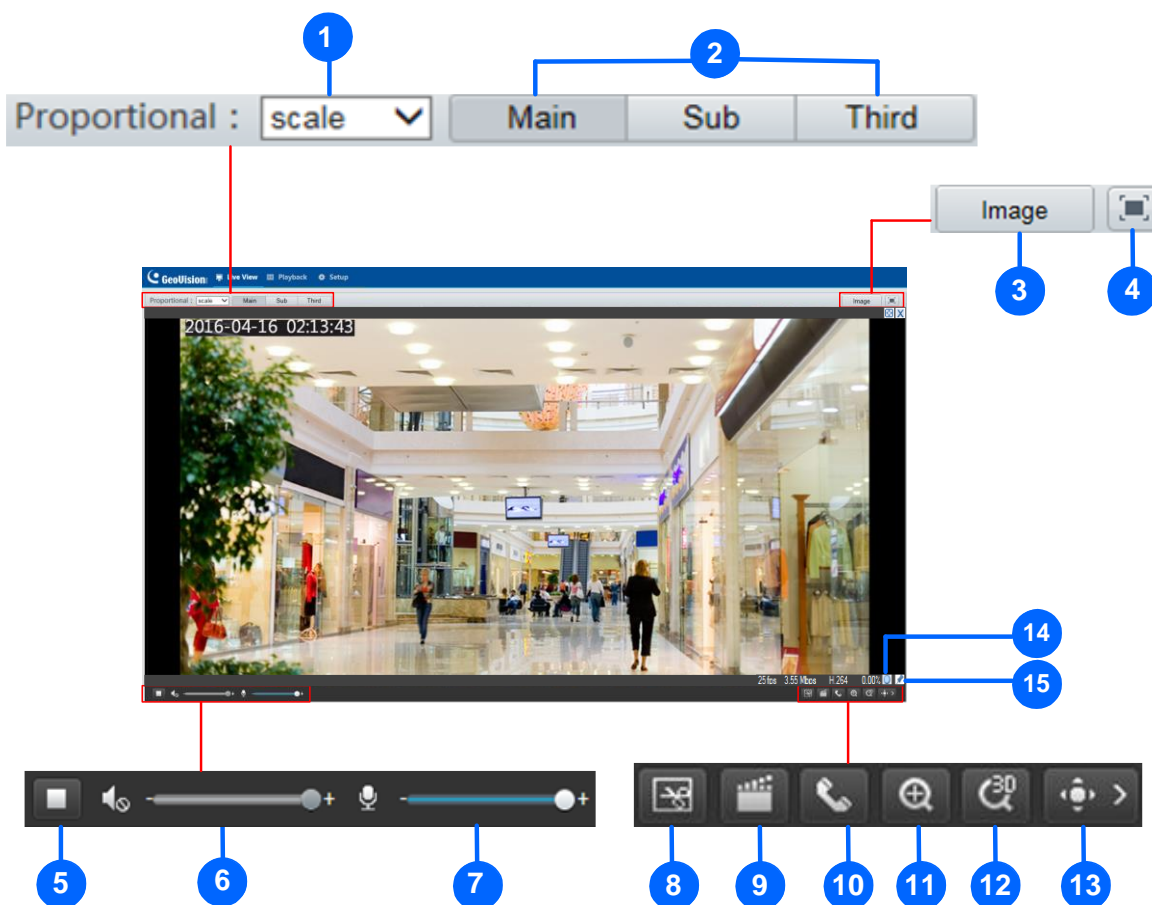 1
2
Proportional : scale Main Sub Third
Image
3
4
GeoVision Live View Playback Setup
Proportional : scale Main Sub Third Image
2016-04-16 02:13:43
14
25 fps 3.55 Mbps H.264 0.00%
15
- + - +
3D
5
6
7
8
9
10
11
12
13